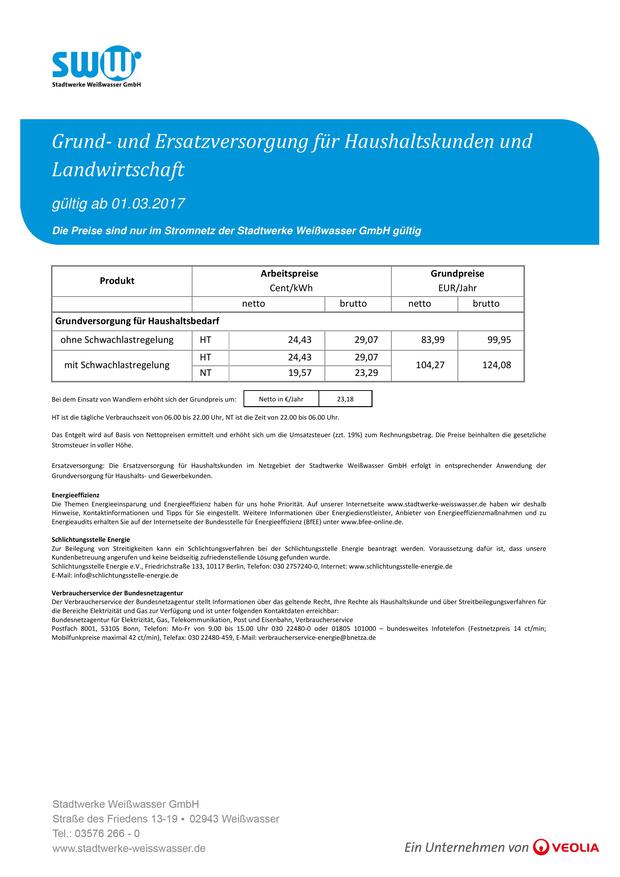 sww
Stadtwerke Weißwasser GmbH
Grund- und Ersatzversorgung für Haushaltskunden und
Landwirtschaft
gültig ab 01.03.2017
Die Preise sind nur im Stromnetz der Stadtwerke Weißwasser GmbH gültig
Produkt Arbeitspreise Grundpreise
Cent/kWh EUR/Jahr
netto brutto netto brutto
Grundversorgung für Haushaltsbedarf
ohne Schwachlastregelung HT 24,43 29,07 83,99 99,95
mit Schwachlastregelung HT 24,43 29,07 104,27 124,08
NT 19,57 23,29
Bei dem Einsatz von Wandlern erhöht sich der Grundpreis um: Netto in €/Jahr 23,18
HT ist die tägliche Verbrauchszeit von 06.00 bis 22.00 Uhr, NT ist die Zeit von 22.00 bis 06.00 Uhr.
Das Entgelt wird auf Basis von Nettopreisen ermittelt und erhöht sich um die Umsatzsteuer (zzt. 19%) zum Rechnungsbetrag. Die Preise beinhalten die gesetzliche
Stromsteuer in voller Höhe.
Ersatzversorgung: Die Ersatzversorgung für Haushaltskunden im Netzgebiet der Stadtwerke Weißwasser GmbH erfolgt in entsprechender Anwendung der
Grundversorgung für Haushalts- und Gewerbekunden.
Energieeffizienz
Die Themen Energieeinsparung und Energieeffizienz haben für uns hohe Priorität. Auf unserer Internetseite www.stadtwerke-weisswasser.de haben wir deshalb
Hinweise, Kontaktinformationen und Tipps für Sie eingestellt. Weitere Informationen über Energiedienstleister, Anbieter von Energieeffizienzmaßnahmen und zu
Energieaudits erhalten Sie auf der Internetseite der Bundesstelle für Energieeffizienz (BfEE) unter www.bfee-online.de.
Schlichtungsstelle Energie
Zur Beilegung von Streitigkeiten kann ein Schlichtungsverfahren bei der Schlichtungsstelle Energie beantragt werden. Voraussetzung dafür ist, dass unsere
Kundenbetreuung angerufen und keine beidseitig zufriedenstellende Lösung gefunden wurde.
Schlichtungsstelle Energie e.V., Friedrichstraße 133, 10117 Berlin, Telefon: 030 2757240-0, Internet: www.schlichtungsstelle-energie.de
E-Mail: info@schlichtungsstelle-energie.de
Verbraucherservice der Bundesnetzagentur
Der Verbraucherservice der Bundesnetzagentur stellt Informationen über das geltende Recht, Ihre Rechte als Haushaltskunde und über Streitbeilegungsverfahren für
die Bereiche Elektrizität und Gas zur Verfügung und ist unter folgenden Kontaktdaten erreichbar:
Bundesnetzagentur für Elektrizität, Gas, Telekommunikation, Post und Eisenbahn, Verbraucherservice
Postfach 8001, 53105 Bonn, Telefon: Mo-Fr von 9.00 bis 15.00 Uhr 030 22480-0 oder 01805 101000 – bundesweites Infotelefon (Festnetzpreis 14 ct/min;
Mobilfunkpreise maximal 42 ct/min), Telefax: 030 22480-459, E-Mail: verbraucherservice-energie@bnetza.de
Stadtwerke Weißwasser GmbH
Straße des Friedens 13-19 • 02943 Weißwasser
Tel.: 03576 266 - 0
www.stadtwerke-weisswasser.de
Ein Unternehmen von VEOLIA